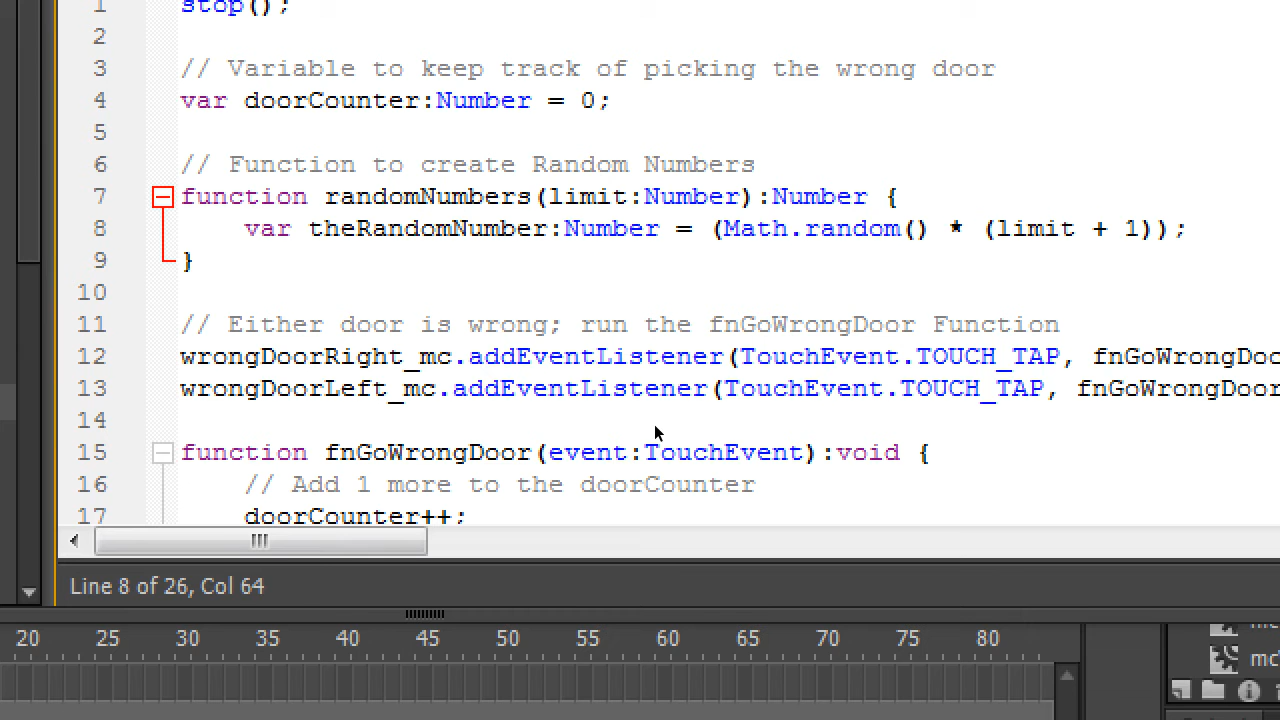 1 stop();
2
3 // Variable to keep track of picking the wrong door
4 var doorCounter:Number = 0;
5
6 // Function to create Random Numbers
7 function randomNumbers(limit:Number):Number {
8 var theRandomNumber:Number = (Math.random() * (limit + 1));
9 }
10
11 // Either door is wrong; run the fnGoWrongDoor Function
12 wrongDoorRight_mc.addEventListener(TouchEvent.TOUCH_TAP, fnGoWrongDoo
13 wrongDoorLeft_mc.addEventListener(TouchEvent.TOUCH_TAP, fnGoWrongDoor
14
15 function fnGoWrongDoor(event:TouchEvent):void {
16 // Add 1 more to the doorCounter
17 doorCounter++;
Line 8 of 26, Col 64
20 25 30 35 40 45 50 55 60 65 70 75 80